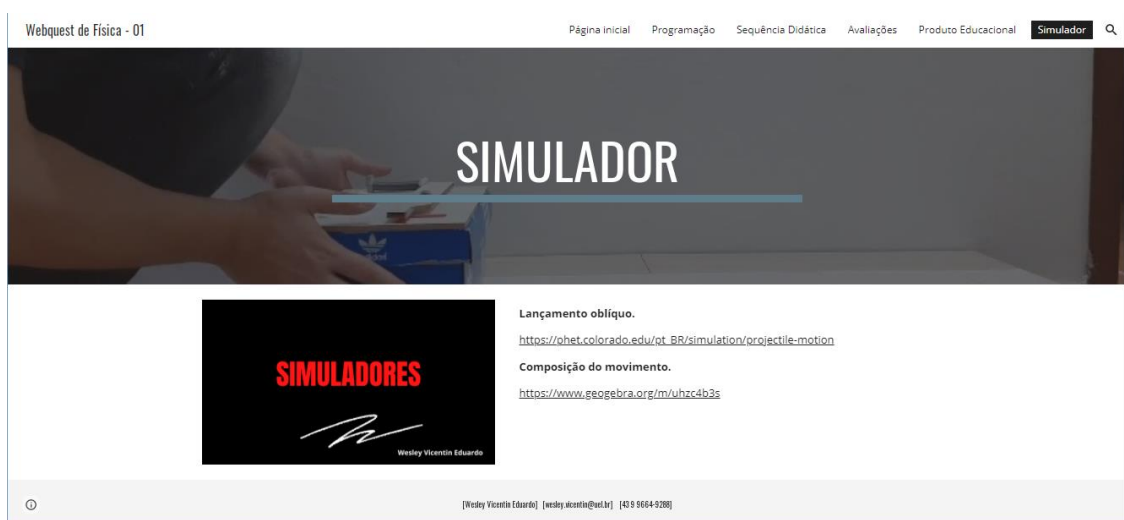 Webquest de Física - 01
Página inicial Programação Sequência Didática Avaliações Produto Educacional Simulador
SIMULADOR
adidas
SIMULADORES
Wesley Vicentin Eduardo
Lançamento oblíquo.
https://phet.colorado.edu/pt_BR/simulation/projectile-motion
Composição do movimento.
https://www.geogebra.org/m/uhzc4b3s
[Wesley Vicentin Eduardo] [wesley.vicentin@uel.br] [43 9 9664-9288]